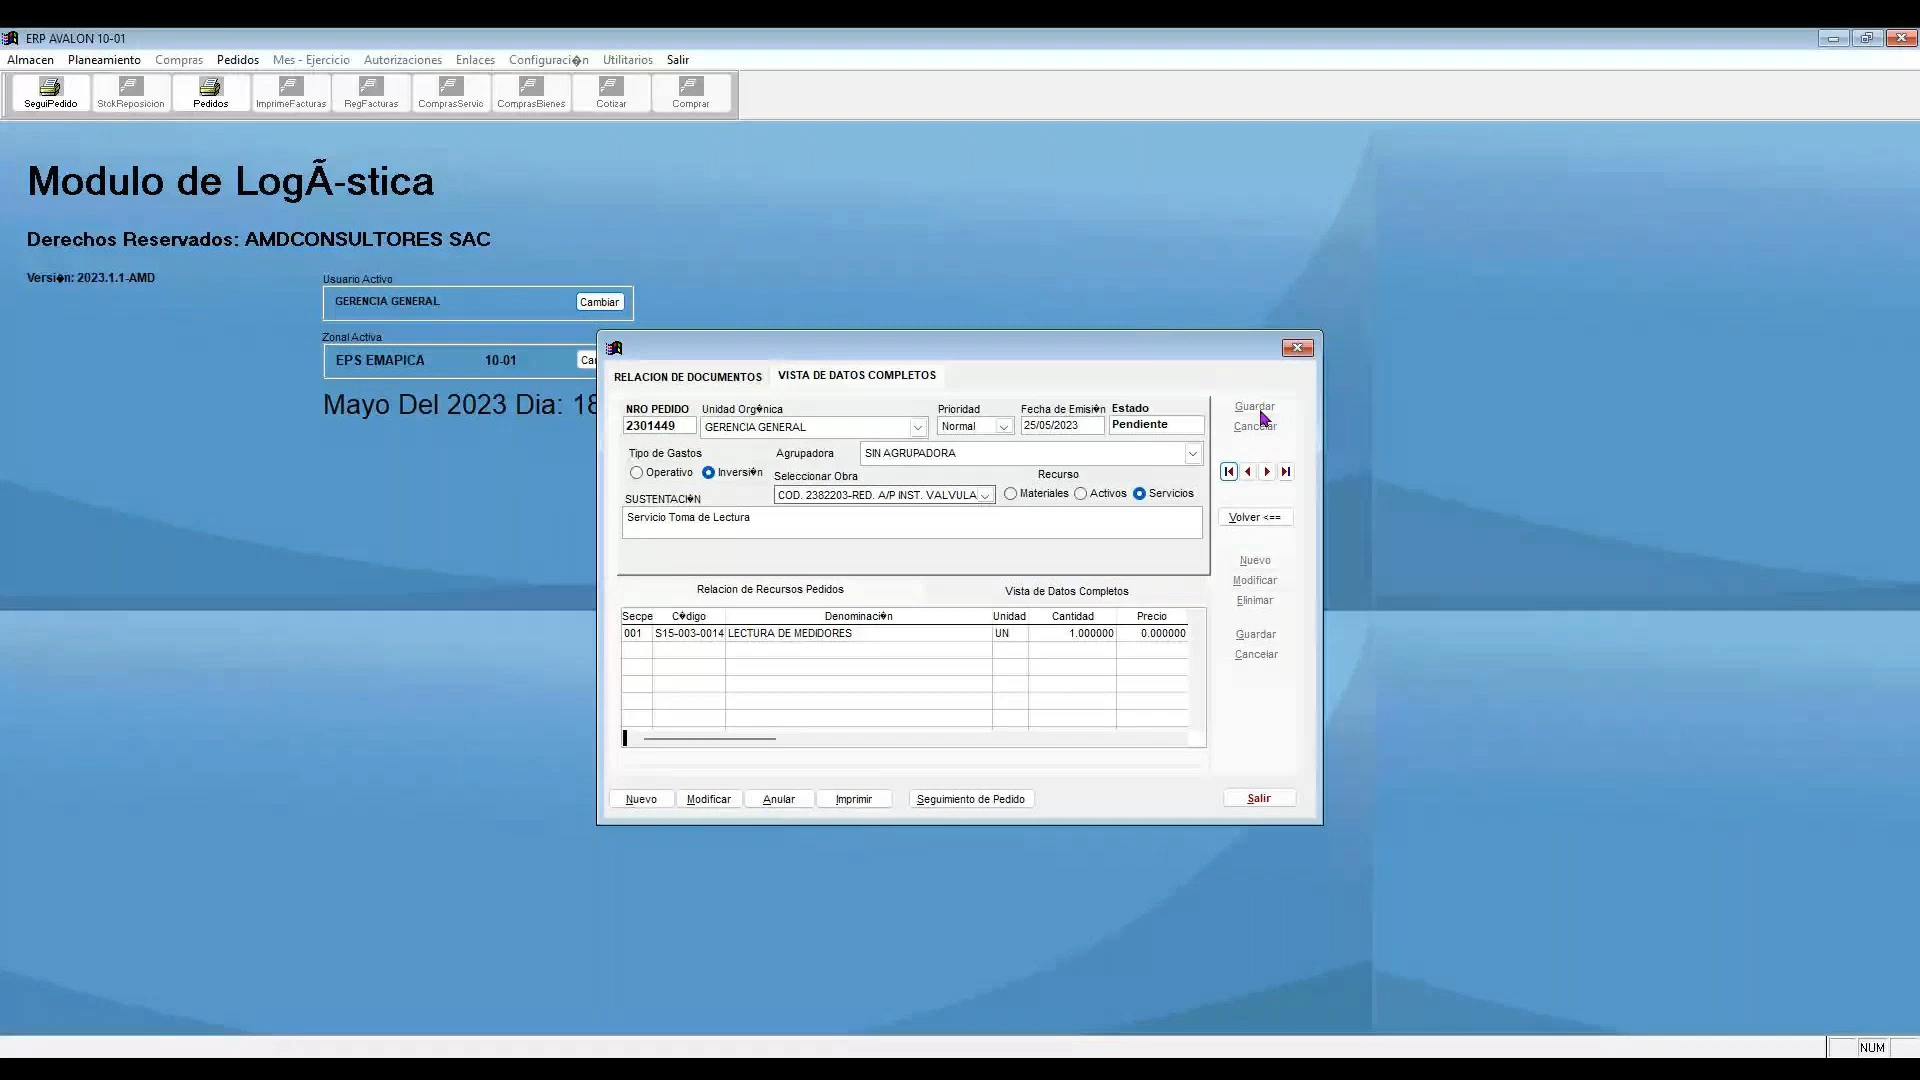 ERP AVALON 10-01
Almacen Planeamiento Compras Pedidos Mes - Ejercicio Autorizaciones Enlaces Configuraci�n Utilitarios Salir
SeguiPedido StckReposicion Pedidos ImprimeFacturas RegFacturas ComprasServic ComprasBienes Cotizar Comprar
Modulo de LogÃ-stica
Derechos Reservados: AMDCONSULTORES SAC
Versi�n: 2023.1.1-AMD
Usuario Activo
GERENCIA GENERAL Cambiar
Zonal Activa
EPS EMAPICA 10-01 Ca
Mayo Del 2023 Dia: 18
RELACION DE DOCUMENTOS VISTA DE DATOS COMPLETOS
NRO PEDIDO Unidad Org�nica Prioridad Fecha de Emisi�n Estado
2301449 GERENCIA GENERAL Normal 25/05/2023 Pendiente
Tipo de Gastos Agrupadora SIN AGRUPADORA
Operativo Inversi�n Seleccionar Obra Recurso
SUSTENTACI�N COD. 2382203-RED. A/P INST. VALVULA Materiales Activos Servicios
Servicio Toma de Lectura
Guardar
Cancelar
Volver <==
Nuevo
Modificar
Elinimar
Guardar
Cancelar
Relacion de Recursos Pedidos Vista de Datos Completos
Secpe C�digo Denominaci�n Unidad Cantidad Precio
001 S15-003-0014 LECTURA DE MEDIDORES UN 1.000000 0.000000
Nuevo Modificar Anular Imprimir Seguimiento de Pedido Salir
NUM